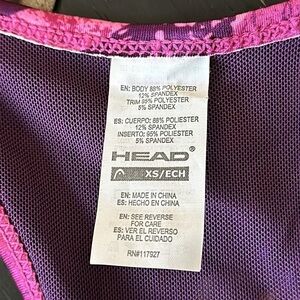 EN: BODY 88% POLYESTER
12% SPANDEX
TRIM 95% POLYESTER
5% SPANDEX
ES: CUERPO: 88% POLIESTER
12% SPANDEX
INSERTO: 95% POLIESTER
5% SPANDEX
HEAD®
XS/ECH
EN: MADE IN CHINA
ES: HECHO EN CHINA
EN: SEE REVERSE
FOR CARE
ES: VER EL REVERSO
PARA EL CUIDADO
RN#117927